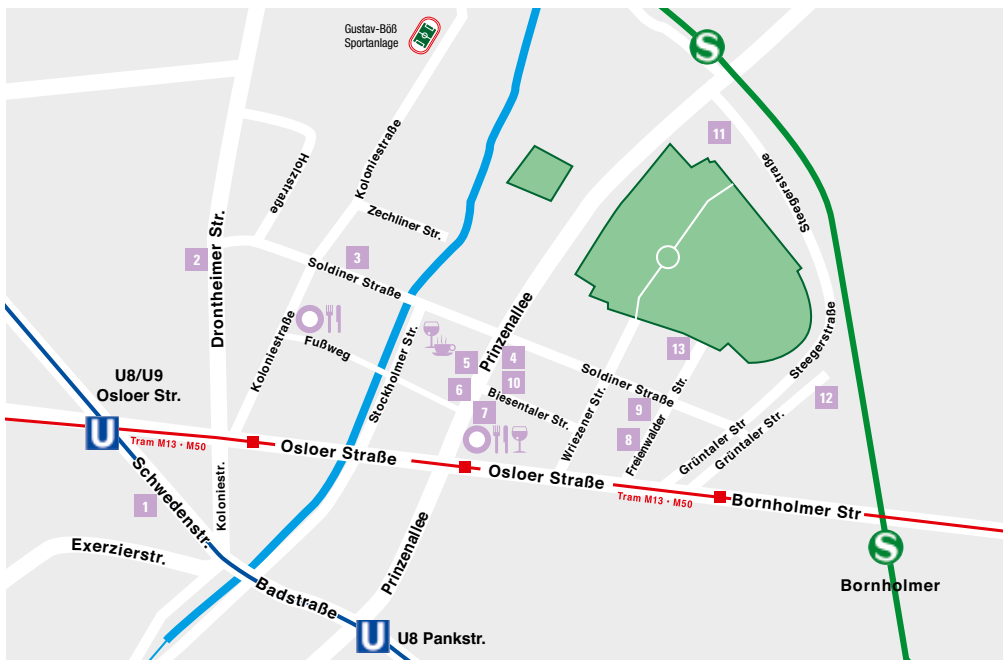 Gustav-Böß
Sportanlage
S
11
Koloniestraße
Holzstraße
Steegerstraße
Zechliner Str.
2
Drontheimer Str.
3
Soldiner Straße
Prinzenallee
Koloniestraße
Fußweg
Stockholmer Str.
5
4
13
Steegerstraße
U8/U9
Osloer Str.
6
10
Biesentaler Str.
Soldiner Straße
12
7
Wriezener Str.
9
Freienwalder Str.
8
Grüntaler Str
Grüntaler Str.
U
Tram M13 • M50
Osloer Straße
Osloer Straße
Tram M13 • M50
Bornholmer Str
Schwedenstr.
Koloniestr.
1
Exerzierstr.
Prinzenallee
S
Bornholmer
Badstraße
U
U8 Pankstr.